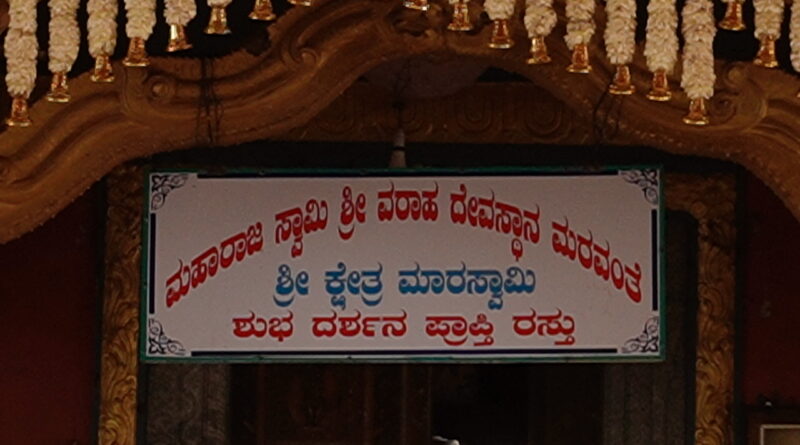 ಮಹಾರಾಜ ಸ್ವಾಮಿ ಶ್ರೀ ವರಾಹ ದೇವಸ್ಥಾನ ಮರವಂತೆ
ಶ್ರೀ ಕ್ಷೇತ್ರ ಮಾರಸ್ವಾಮಿ
ಶುಭ ದರ್ಶನ ಪ್ರಾಪ್ತಿ ರಸ್ತು